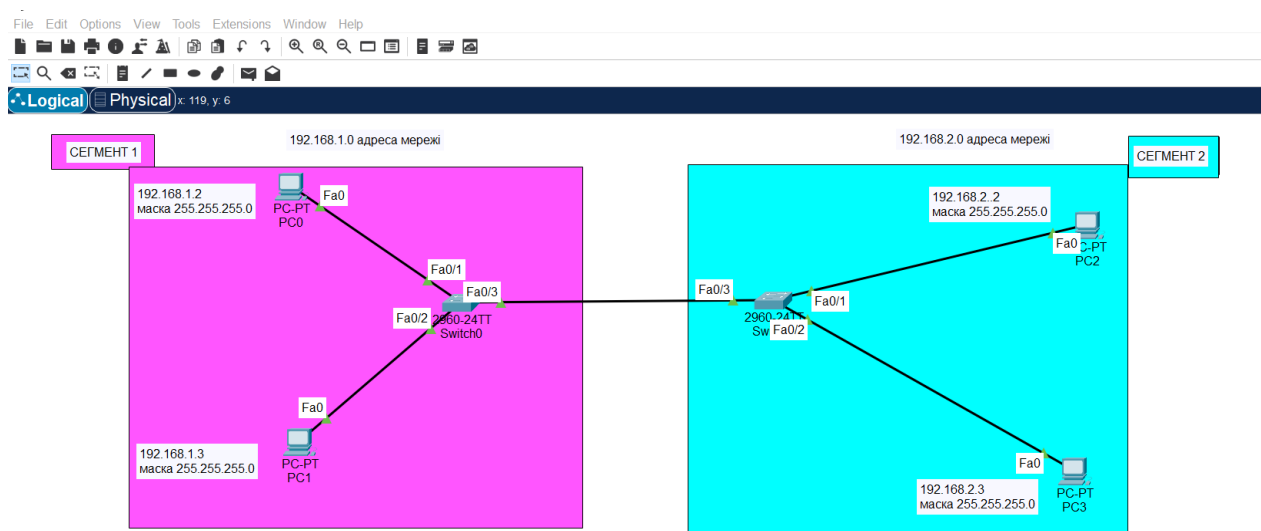 File Edit Options View Tools Extensions Window Help
Logical Physical x: 119, y: 6
192.168.1.0 адреса мережі
192.168.2.0 адреса мережі
СЕГМЕНТ 1
СЕГМЕНТ 2
192.168.1.2
маска 255.255.255.0
Fa0
PC-PT
PC0
Fa0/1
Fa0/3
Fa0/2
2960-24TT
Switch0
Fa0
192.168.1.3
маска 255.255.255.0
PC-PT
PC1
192.168.2..2
маска 255.255.255.0
Fa0
C-PT
PC2
Fa0/3
Fa0/1
2960-24TT
Sw
Fa0/2
Fa0
192.168.2.3
маска 255.255.255.0
PC-PT
PC3